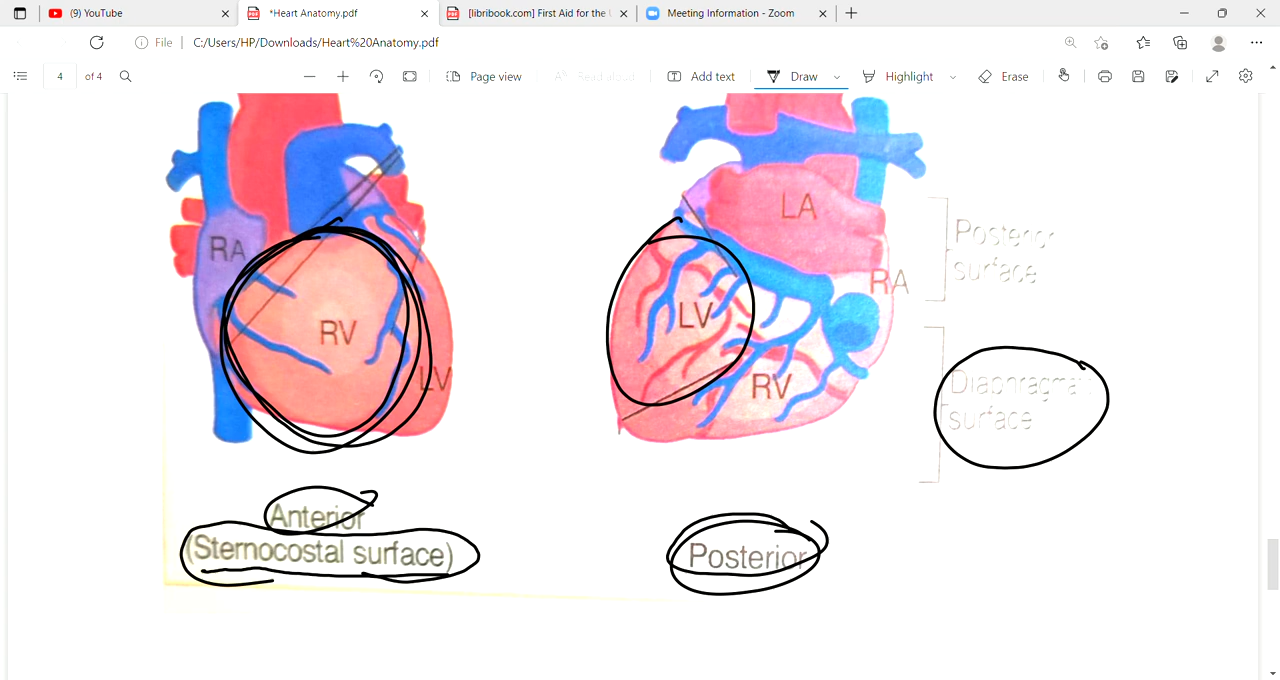 (9) YouTube
*Heart Anatomy.pdf
[libribook.com] First Aid for the
Meeting Information - Zoom
File
C:/Users/HP/Downloads/Heart%20Anatomy.pdf
4 of 4
Page view
Read aloud
Add text
Draw
Highlight
Erase
RA
RV
LV
LA
RA
LV
RV
Posterior
surface
surface
Anterior
(Sternocostal surface)
Posterior